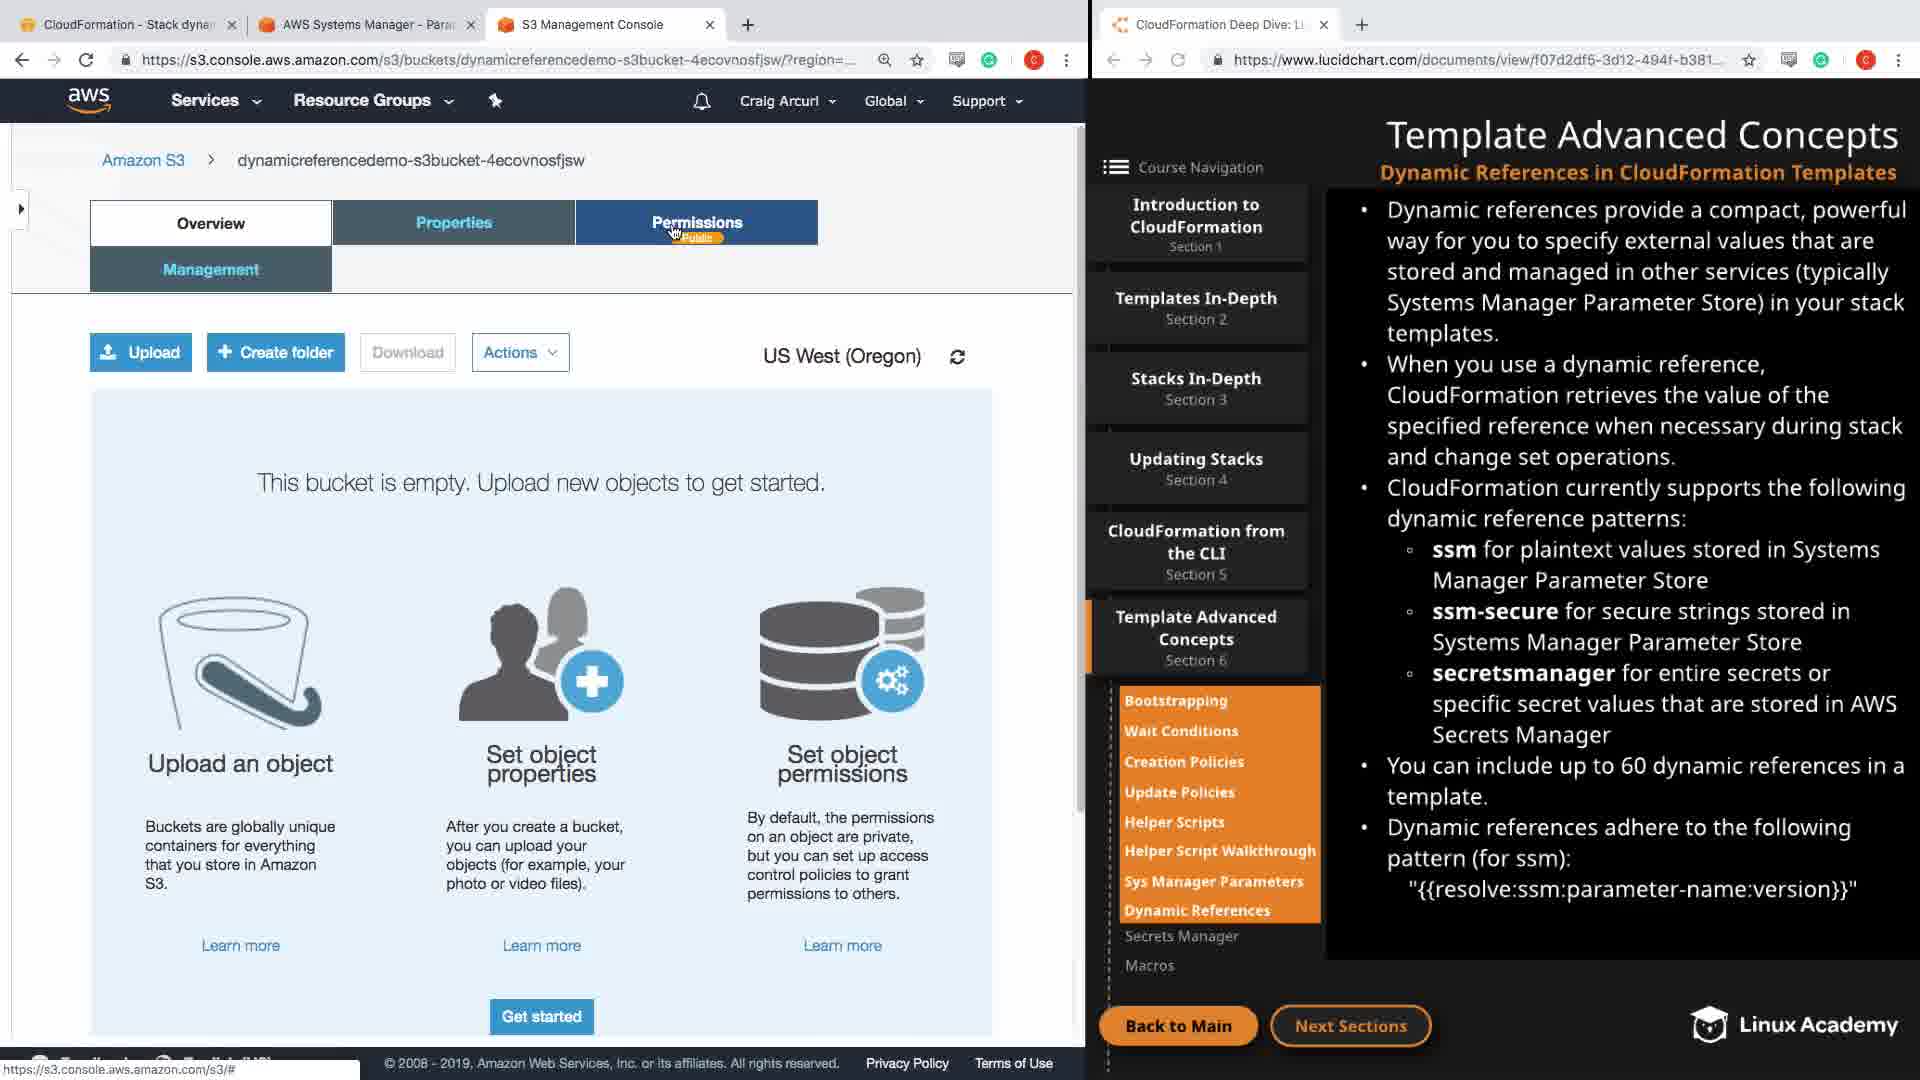 CloudFormation - Stack dynam
AWS Systems Manager - Para
S3 Management Console
CloudFormation Deep Dive: Li
https://s3.console.aws.amazon.com/s3/buckets/dynamicreferencedemo-s3bucket-4ecovnosfjsw/?region=...
https://www.lucidchart.com/documents/view/f07d2df5-3d12-494f-b381...
aws
Services
Resource Groups
Craig Arcurl
Global
Support
Amazon S3
dynamicreferencedemo-s3bucket-4ecovnosfjsw
Overview
Properties
Permissions
Public
Management
Upload
Create folder
Download
Actions
US West (Oregon)
This bucket is empty. Upload new objects to get started.
Upload an object
Buckets are globally unique
containers for everything
that you store in Amazon
S3.
Learn more
Set object
properties
After you create a bucket,
you can upload your
objects (for example, your
photo or video files).
Learn more
Set object
permissions
By default, the permissions
on an object are private,
but you can set up access
control policies to grant
permissions to others.
Learn more
Get started
© 2008 - 2019, Amazon Web Services, Inc. or its affiliates. All rights reserved.
Privacy Policy
Terms of Use
https://s3.console.aws.amazon.com/s3/#
Template Advanced Concepts
Dynamic References in CloudFormation Templates
Course Navigation
Introduction to
CloudFormation
Section 1
Templates In-Depth
Section 2
Stacks In-Depth
Section 3
Updating Stacks
Section 4
CloudFormation from
the CLI
Section 5
Template Advanced
Concepts
Section 6
Bootstrapping
Wait Conditions
Creation Policies
Update Policies
Helper Scripts
Helper Script Walkthrough
Sys Manager Parameters
Dynamic References
Secrets Manager
Macros
• Dynamic references provide a compact, powerful
way for you to specify external values that are
stored and managed in other services (typically
Systems Manager Parameter Store) in your stack
templates.
• When you use a dynamic reference,
CloudFormation retrieves the value of the
specified reference when necessary during stack
and change set operations.
• CloudFormation currently supports the following
dynamic reference patterns:
◦ ssm for plaintext values stored in Systems
Manager Parameter Store
◦ ssm-secure for secure strings stored in
Systems Manager Parameter Store
◦ secretsmanager for entire secrets or
specific secret values that are stored in AWS
Secrets Manager
• You can include up to 60 dynamic references in a
template.
• Dynamic references adhere to the following
pattern (for ssm):
"{{resolve:ssm:parameter-name:version}}"
Back to Main
Next Sections
Linux Academy